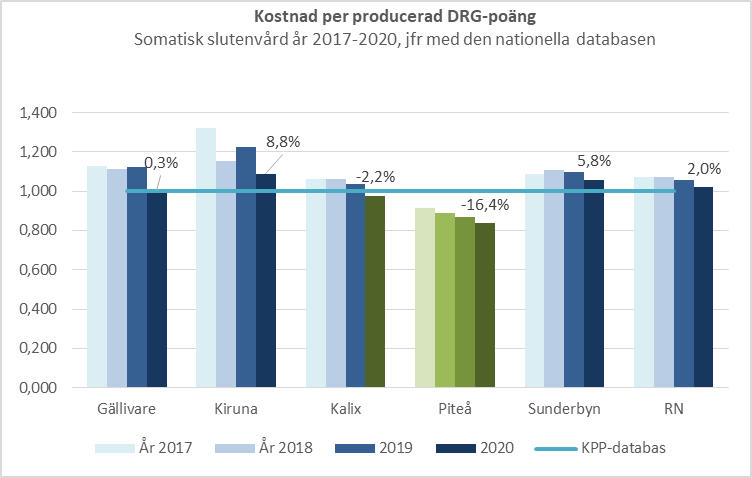 Kostnad per producerad DRG-poäng
Somatisk slutenvård år 2017-2020, jfr med den nationella databasen
1,400
1,200
1,000
0,800
0,600
0,400
0,200
0,000
0,3%
8,8%
-2,2%
-16,4%
5,8%
2,0%
Gällivare
Kiruna
Kalix
Piteå
Sunderbyn
RN
År 2017
År 2018
2019
2020
KPP-databas